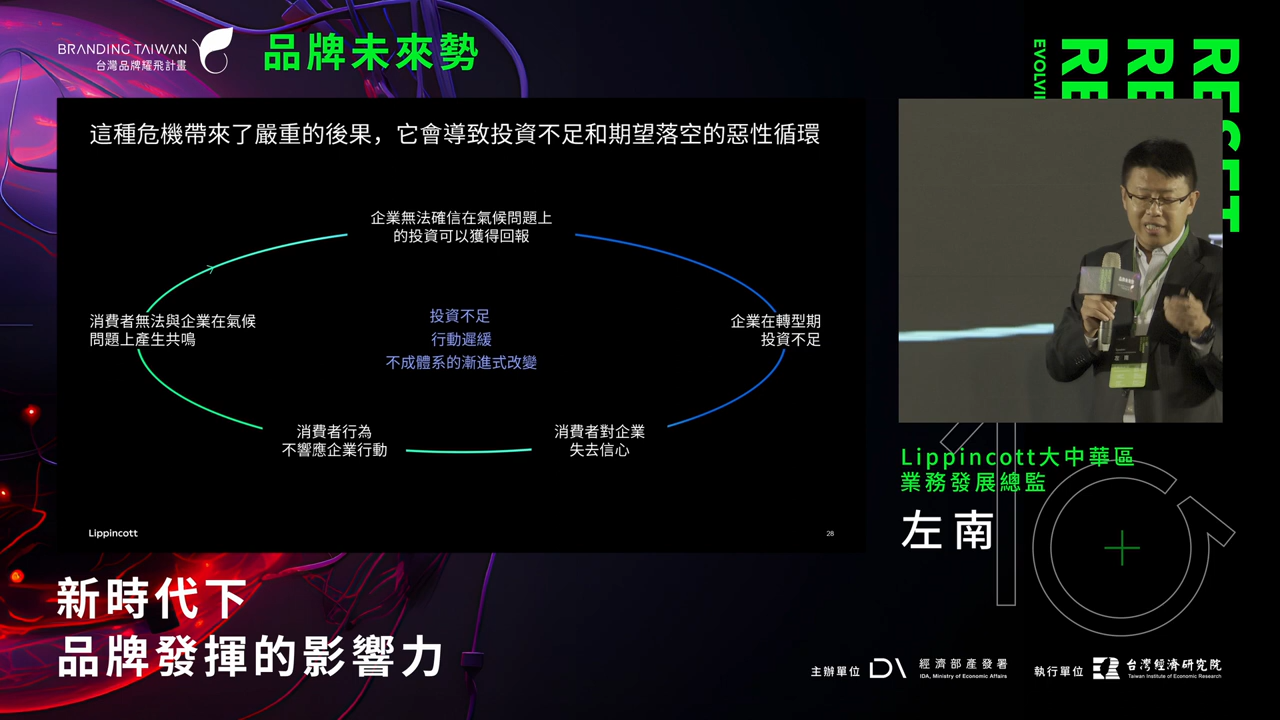 BRANDING TAIWAN
台灣品牌耀飛計畫
品牌未來勢
這種危機帶來了嚴重的後果，它會導致投資不足和期望落空的惡性循環
企業無法確信在氣候問題上
的投資可以獲得回報
消費者無法與企業在氣候
問題上產生共鳴
投資不足
行動遲緩
不成體系的漸進式改變
企業在轉型期
投資不足
消費者行為
不響應企業行動
消費者對企業
失去信心
Lippincott
28
RESET
RE
RE
EVOLVI
Lippincott大中華區
業務發展總監
左南
新時代下
品牌發揮的影響力
主辦單位
經濟部產發署
IDA, Ministry of Economic Affairs
執行單位
台灣經濟研究院
Taiwan Institute of Economic Research